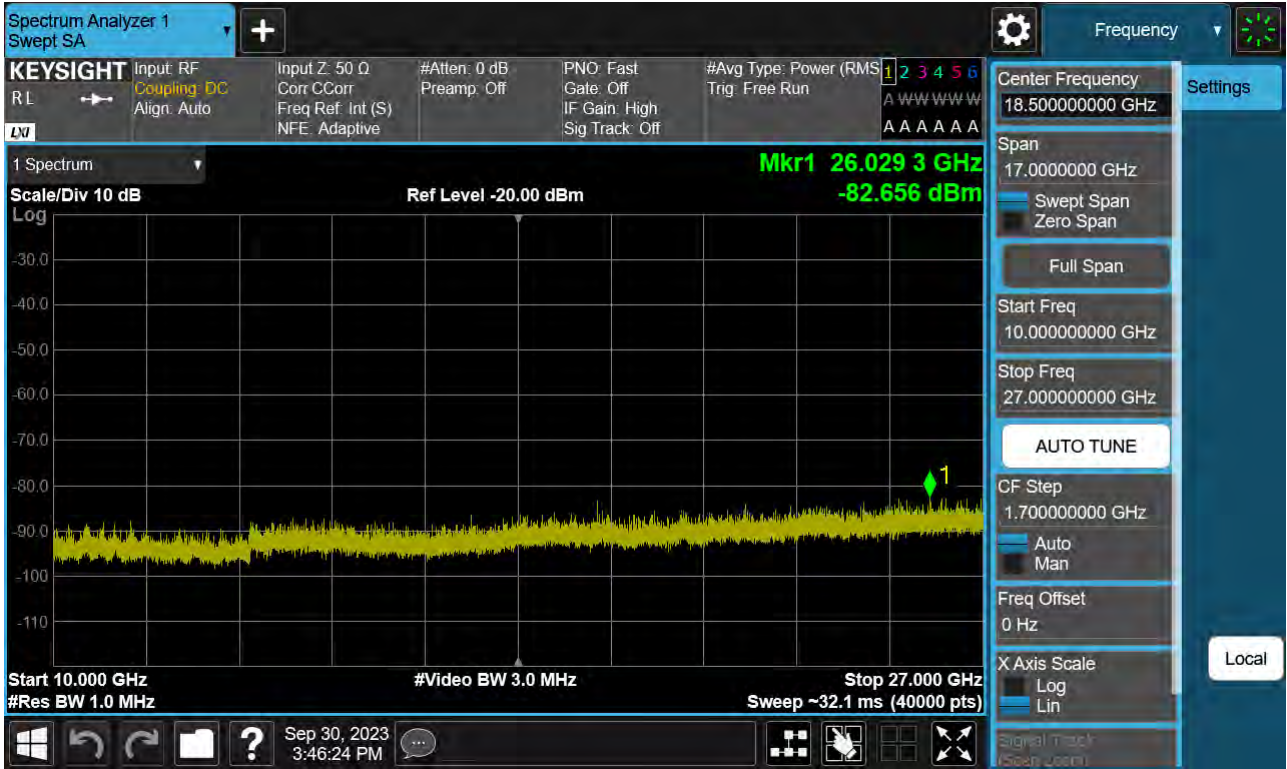 Spectrum Analyzer 1
Swept SA
+
Frequency
KEYSIGHT
RL
LXI
Input: RF
Coupling: DC
Align: Auto
Input Z: 50 Ω
Corr CCorr
Freq Ref: Int (S)
NFE: Adaptive
#Atten: 0 dB
Preamp: Off
PNO: Fast
Gate: Off
IF Gain: High
Sig Track: Off
#Avg Type: Power (RMS
Trig: Free Run
1 2 3 4 5 6
A W W W W W
A A A A A A
1 Spectrum
Mkr1 26.029 3 GHz
-82.656 dBm
Scale/Div 10 dB
Ref Level -20.00 dBm
Log
-30.0
-40.0
-50.0
-60.0
-70.0
-80.0
-90.0
-100
-110
1
Start 10.000 GHz
#Video BW 3.0 MHz
Stop 27.000 GHz
#Res BW 1.0 MHz
Sweep ~32.1 ms (40000 pts)
Center Frequency
18.500000000 GHz
Settings
Span
17.0000000 GHz
Swept Span
Zero Span
Full Span
Start Freq
10.000000000 GHz
Stop Freq
27.000000000 GHz
AUTO TUNE
CF Step
1.700000000 GHz
Auto
Man
Freq Offset
0 Hz
X Axis Scale
Log
Lin
Local
Signal Track
(Span Zoom)
?
Sep 30, 2023
3:46:24 PM